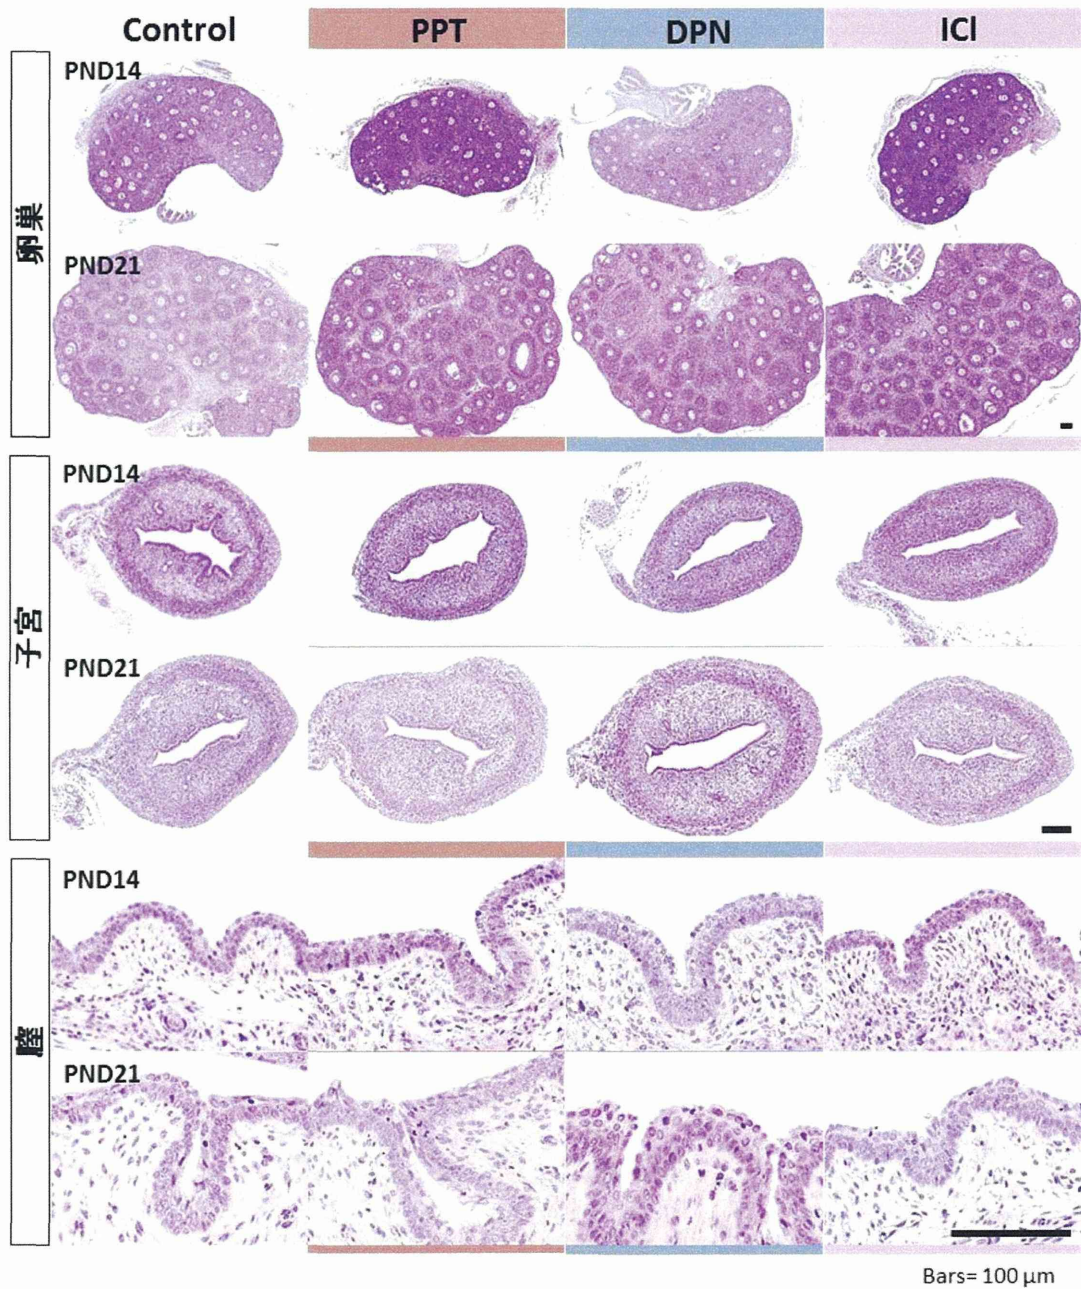 Control PPT DPN ICI
卵巣
PND14
PND21
子宮
PND14
PND21
膣
PND14
PND21
Bars= 100 µm